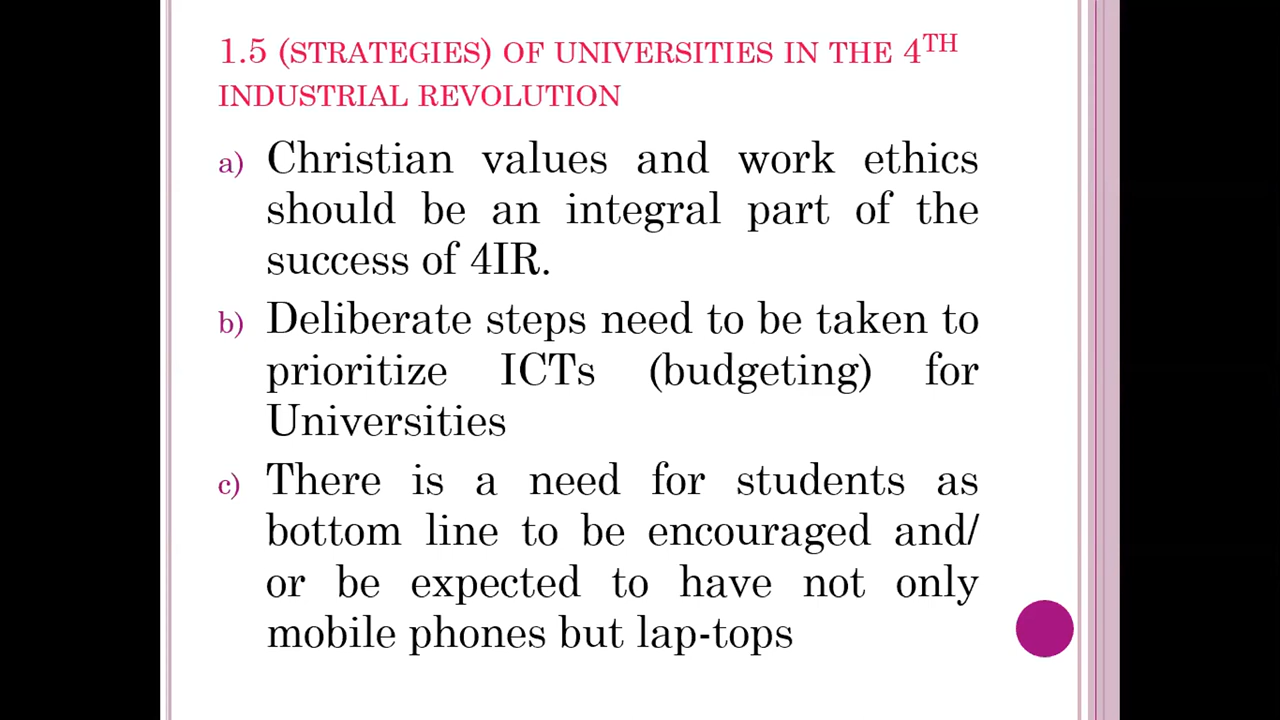 1.5 (STRATEGIES) OF UNIVERSITIES IN THE 4TH
INDUSTRIAL REVOLUTION
a) Christian values and work ethics
should be an integral part of the
success of 4IR.
b) Deliberate steps need to be taken to
prioritize ICTs (budgeting) for
Universities
c) There is a need for students as
bottom line to be encouraged and/
or be expected to have not only
mobile phones but lap-tops